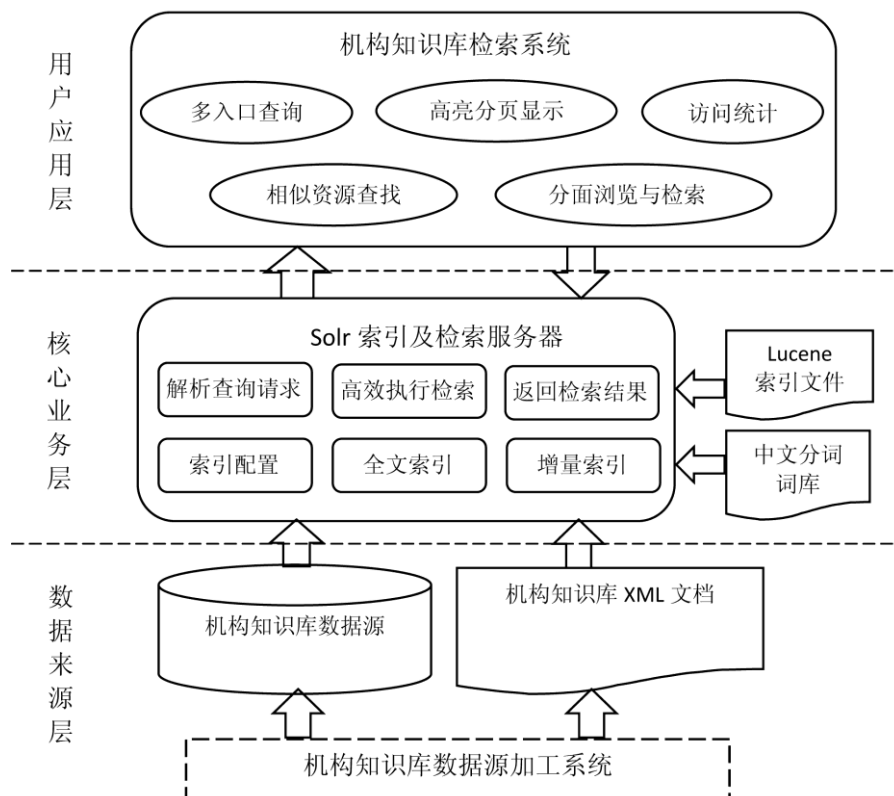 用户应用层
机构知识库检索系统
多入口查询
高亮分页显示
访问统计
相似资源查找
分面浏览与检索
核心业务层
Solr 索引及检索服务器
解析查询请求
高效执行检索
返回检索结果
索引配置
全文索引
增量索引
Lucene
索引文件
中文分词
词库
数据来源层
机构知识库数据源
机构知识库 XML 文档
机构知识库数据源加工系统